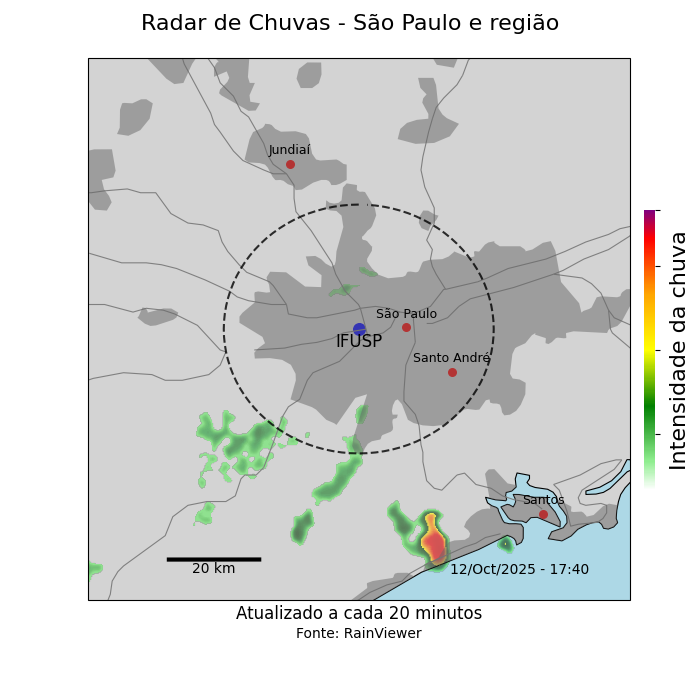 Radar de Chuvas - São Paulo e região
Jundiaí
São Paulo
IFUSP
Santo André
Santos
20 km
12/Oct/2025 - 17:40
Intensidade da chuva
Atualizado a cada 20 minutos
Fonte: RainViewer